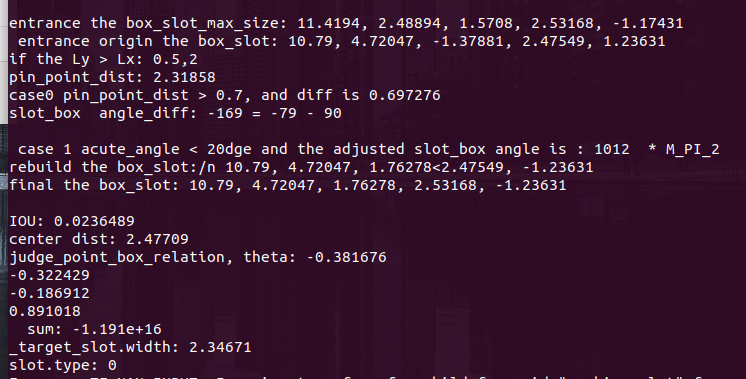 entrance the box_slot_max_size: 11.4194, 2.48894, 1.5708, 2.53168, -1.17431
 entrance origin the box_slot: 10.79, 4.72047, -1.37881, 2.47549, 1.23631
if the Ly > Lx: 0.5,2
pin_point_dist: 2.31858
case0 pin_point_dist > 0.7, and diff is 0.697276
slot_box  angle_diff: -169 = -79 - 90
 case 1 acute_angle < 20dge and the adjusted slot_box angle is : 1012  * M_PI_2
rebuild the box_slot:/n 10.79, 4.72047, 1.76278<2.47549, -1.23631
final the box_slot: 10.79, 4.72047, 1.76278, 2.53168, -1.23631
IOU: 0.0236489
center dist: 2.47709
judge_point_box_relation, theta: -0.381676
-0.322429
-0.186912
0.891018
  sum: -1.191e+16
_target_slot.width: 2.34671
slot.type: 0